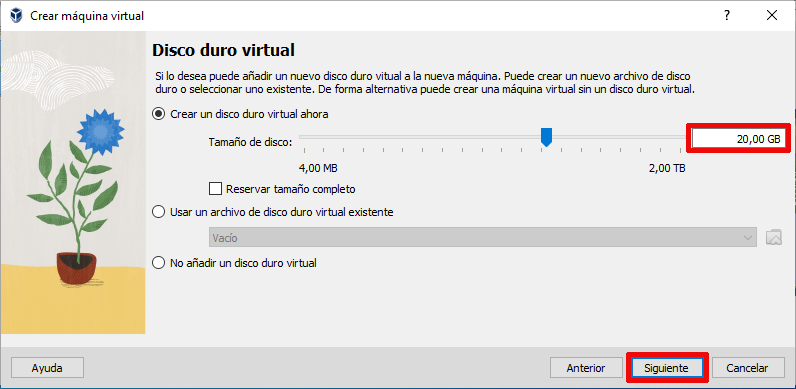 Crear máquina virtual
Disco duro virtual
Si lo desea puede añadir un nuevo disco duro vitual a la nueva máquina. Puede crear un nuevo archivo de disco
duro o seleccionar uno existente. De forma alternativa puede crear una máquina virtual sin un disco duro virtual.
Crear un disco duro virtual ahora
Tamaño de disco:
20,00 GB
4,00 MB
2,00 TB
Reservar tamaño completo
Usar un archivo de disco duro virtual existente
Vacío
No añadir un disco duro virtual
Ayuda
Anterior
Siguiente
Cancelar